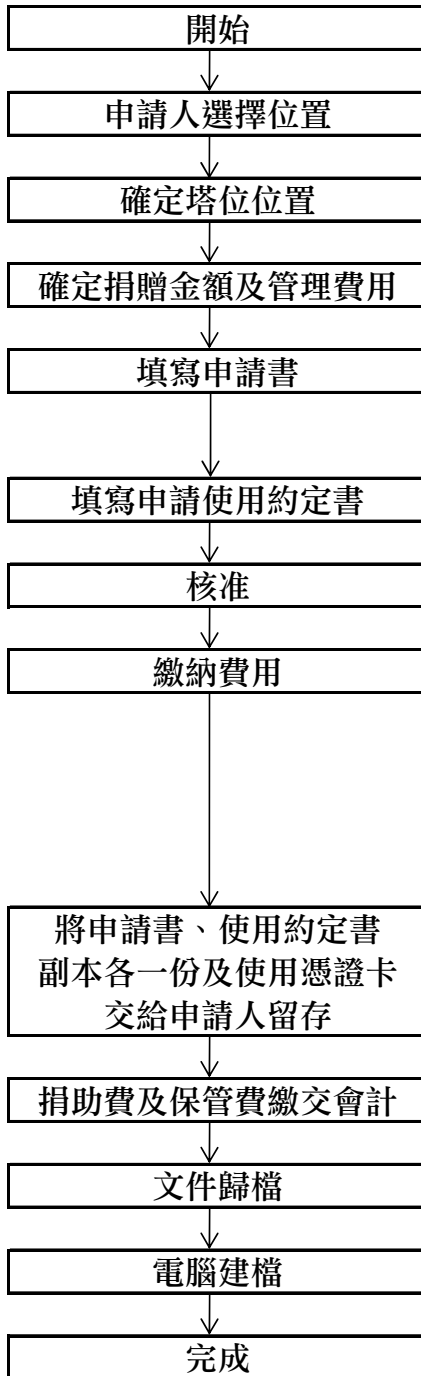 開始
申請人選擇位置
確定塔位位置
確定捐贈金額及管理費用
填寫申請書
填寫申請使用約定書
核准
繳納費用
將申請書、使用約定書
副本各一份及使用憑證卡
交給申請人留存
捐助費及保管費繳交會計
文件歸檔
電腦建檔
完成